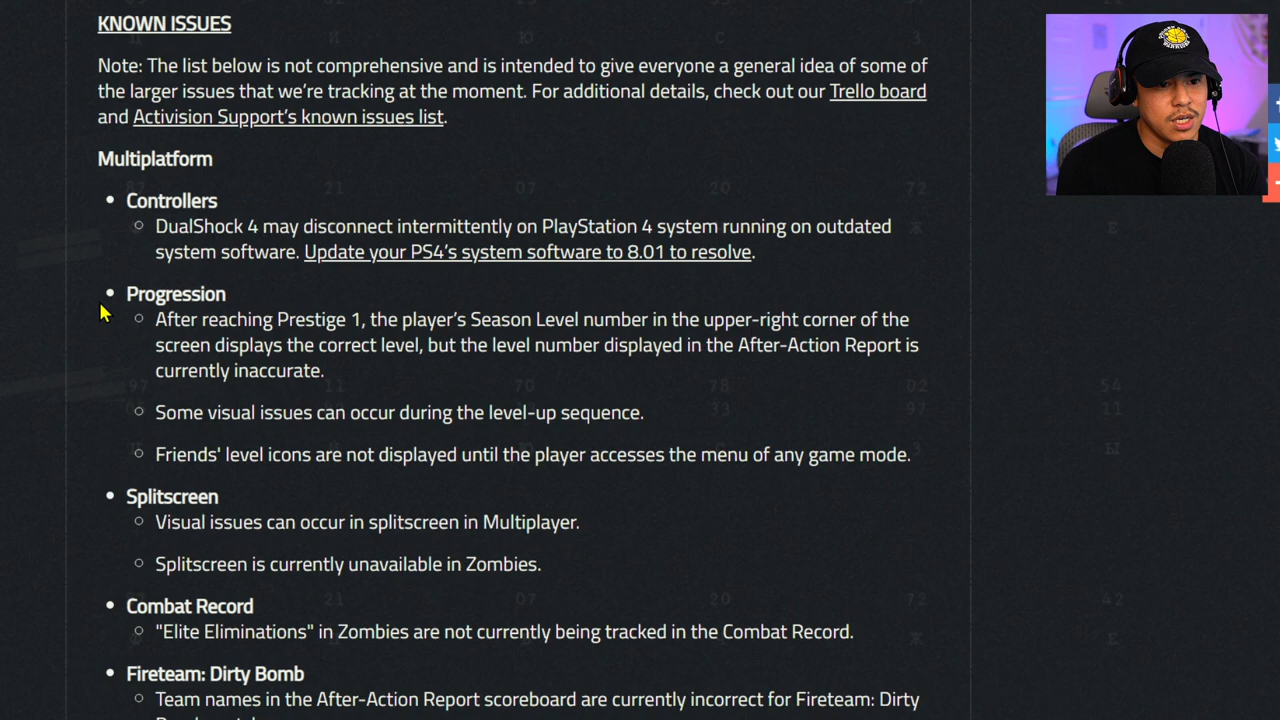 KNOWN ISSUES
Note: The list below is not comprehensive and is intended to give everyone a general idea of some of
the larger issues that we're tracking at the moment. For additional details, check out our Trello board
and Activision Support's known issues list.
Multiplatform
Controllers
DualShock 4 may disconnect intermittently on PlayStation 4 system running on outdated
system software. Update your PS4's system software to 8.01 to resolve.
Progression
After reaching Prestige 1, the player's Season Level number in the upper-right corner of the
screen displays the correct level, but the level number displayed in the After-Action Report is
currently inaccurate.
Some visual issues can occur during the level-up sequence.
Friends' level icons are not displayed until the player accesses the menu of any game mode.
Splitscreen
Visual issues can occur in splitscreen in Multiplayer.
Splitscreen is currently unavailable in Zombies.
Combat Record
"Elite Eliminations" in Zombies are not currently being tracked in the Combat Record.
Fireteam: Dirty Bomb
Team names in the After-Action Report scoreboard are currently incorrect for Fireteam: Dirty